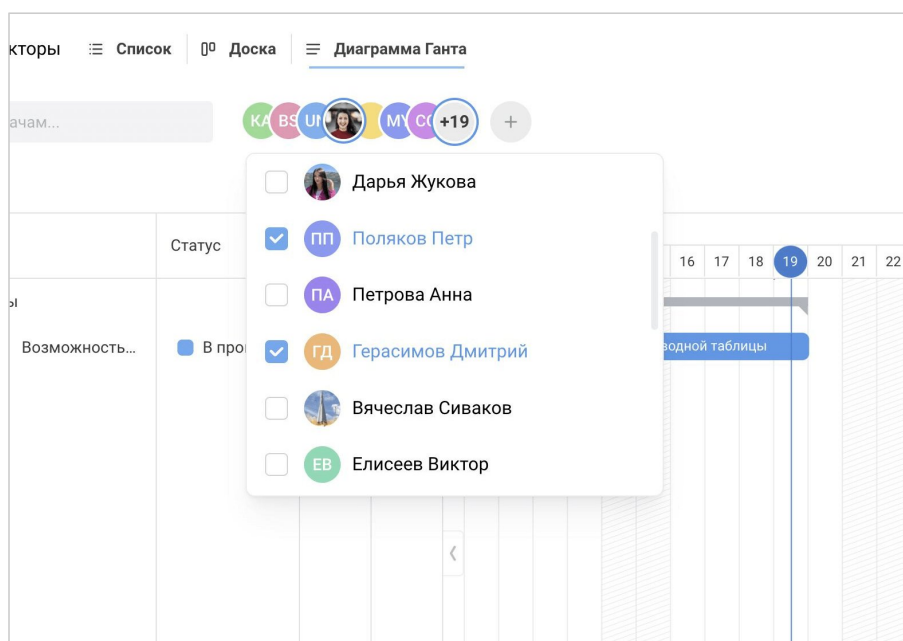 кторы Список Доска Диаграмма Ганта
ачам...
KA BS UN MY CC +19 +
Дарья Жукова
Статус ПП Поляков Петр
16 17 18 19 20 21 22
ПА Петрова Анна
ы
Возможность... В про ГД Герасимов Дмитрий водной таблицы
Вячеслав Сиваков
ЕВ Елисеев Виктор